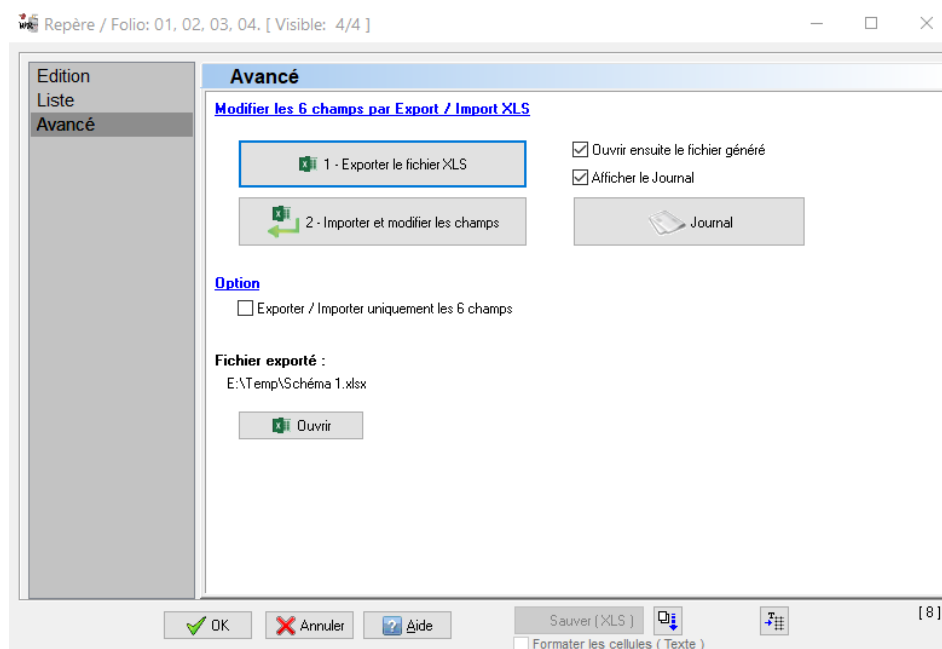 Repère / Folio: 01, 02, 03, 04. [ Visible: 4/4 ]
Edition
Liste
Avancé
Avancé
Modifier les 6 champs par Export / Import XLS
1 - Exporter le fichier XLS
Ouvrir ensuite le fichier généré
Afficher le Journal
2 - Importer et modifier les champs
Journal
Option
Exporter / Importer uniquement les 6 champs
Fichier exporté :
E:\Temp\Schéma 1.xlsx
Ouvrir
OK
Annuler
Aide
Sauver ( XLS )
[ 8 ]
Formater les cellules ( Texte )